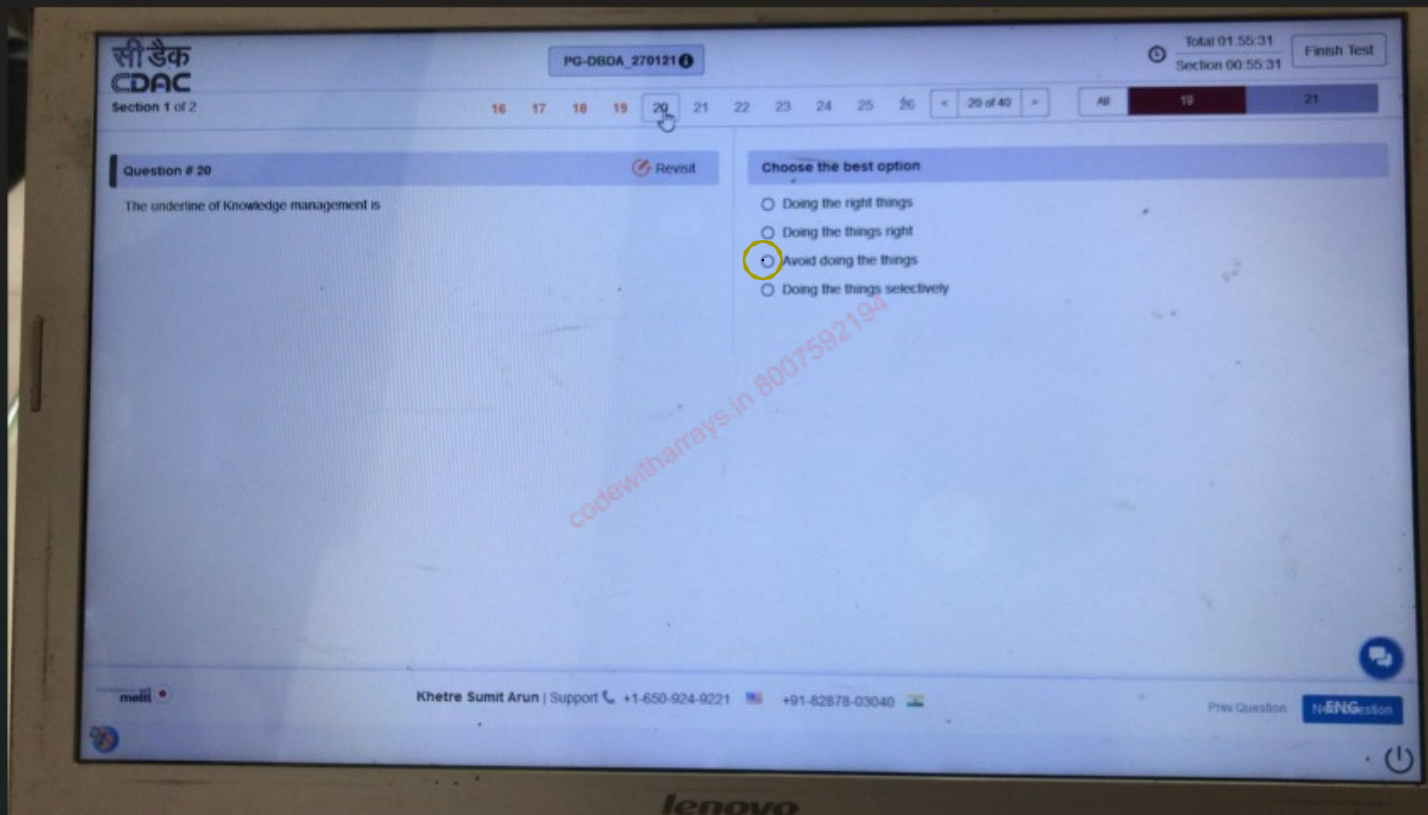 सी डैक
CDAC
Section 1 of 2
PG-DBDA_270121
Total 01:55:31
Section 00:55:31
Finish Test
16 17 18 19 20 21 22 23 24 25 26 < 20 of 40 > All 19 21
Question # 20
Revisit
The underline of Knowledge management is
Choose the best option
Doing the right things
Doing the things right
Avoid doing the things
Doing the things selectively
codewitharrays.in 8007592194
mettl
Khetre Sumit Arun | Support +1-650-924-9221 +91-82878-03040
Prev Question
ENG
lenovo